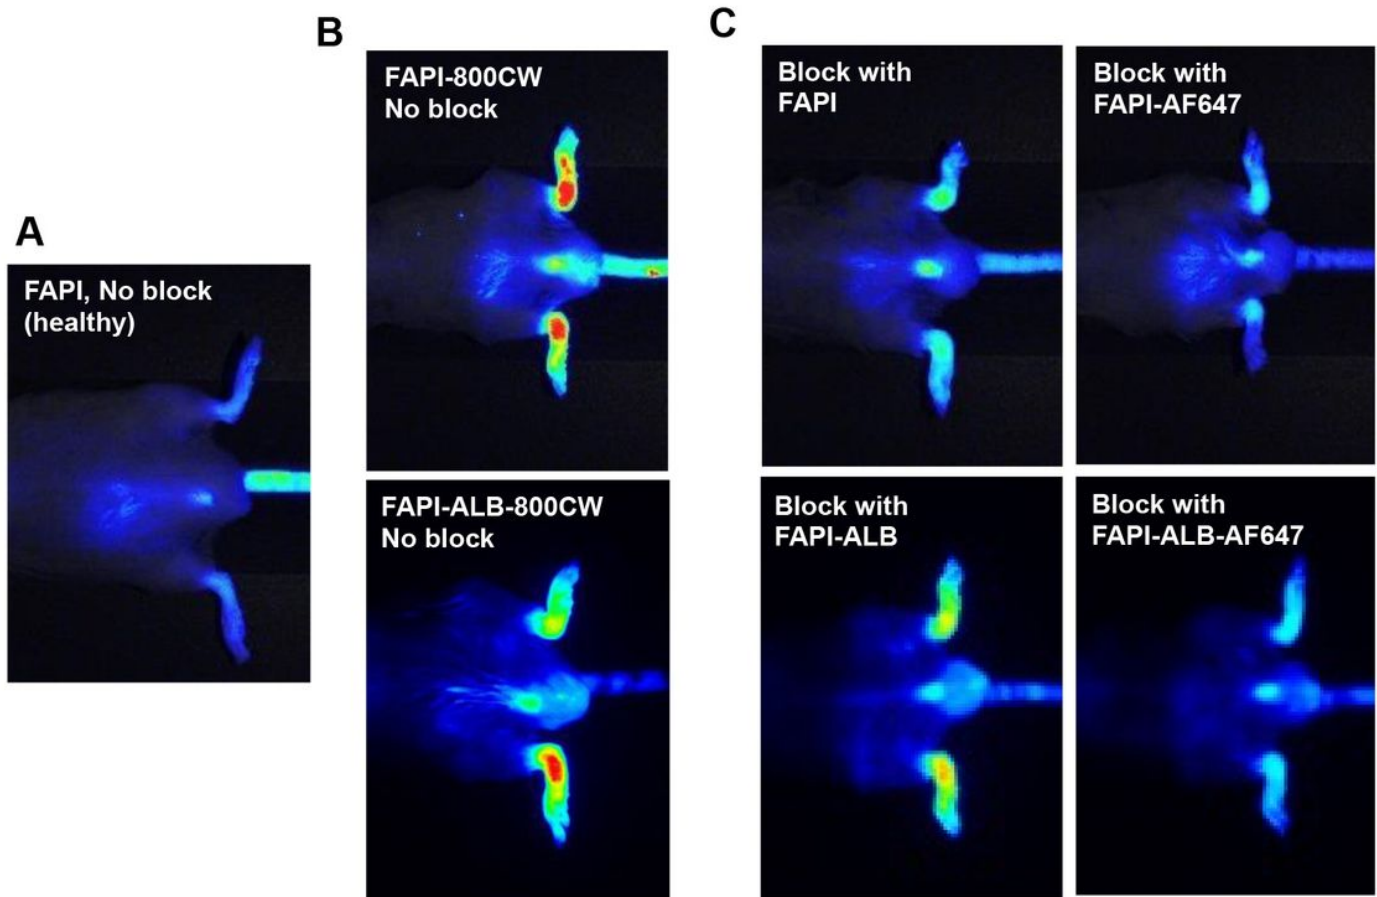 A
FAPI, No block
(healthy)
B
FAPI-800CW
No block
FAPI-ALB-800CW
No block
C
Block with
FAPI
Block with
FAPI-AF647
Block with
FAPI-ALB
Block with
FAPI-ALB-AF647